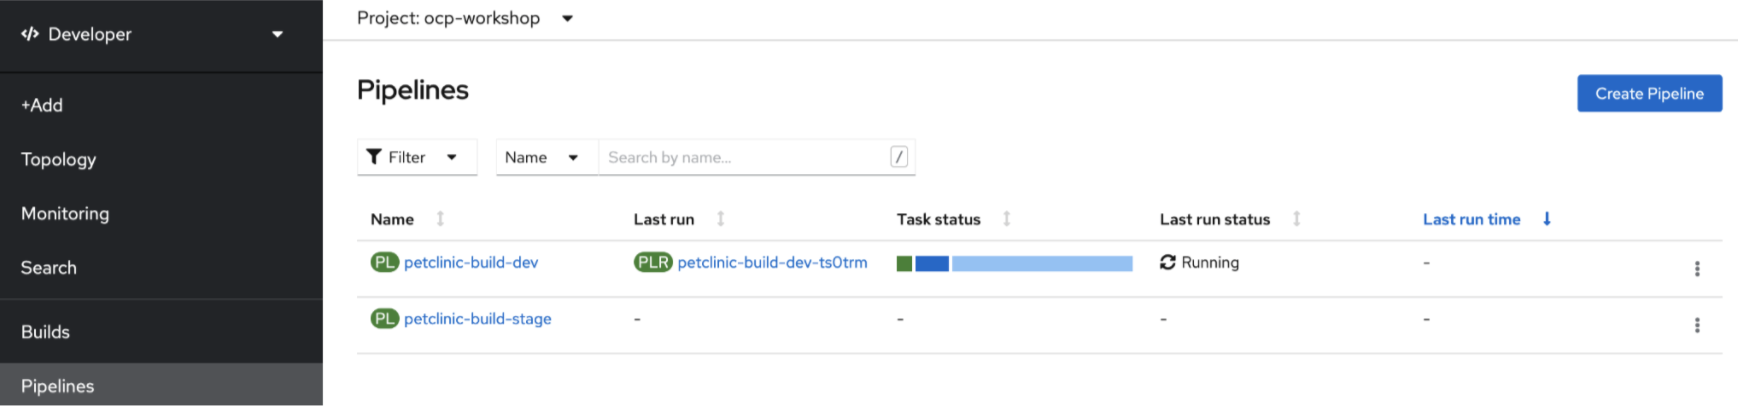 </> Developer
Project: ocp-workshop
+Add
Topology
Monitoring
Search
Builds
Pipelines
Pipelines
Create Pipeline
Filter
Name
Search by name...
/
Name Last run Task status Last run status Last run time
PL petclinic-build-dev PLR petclinic-build-dev-ts0trm Running -
PL petclinic-build-stage - - - -